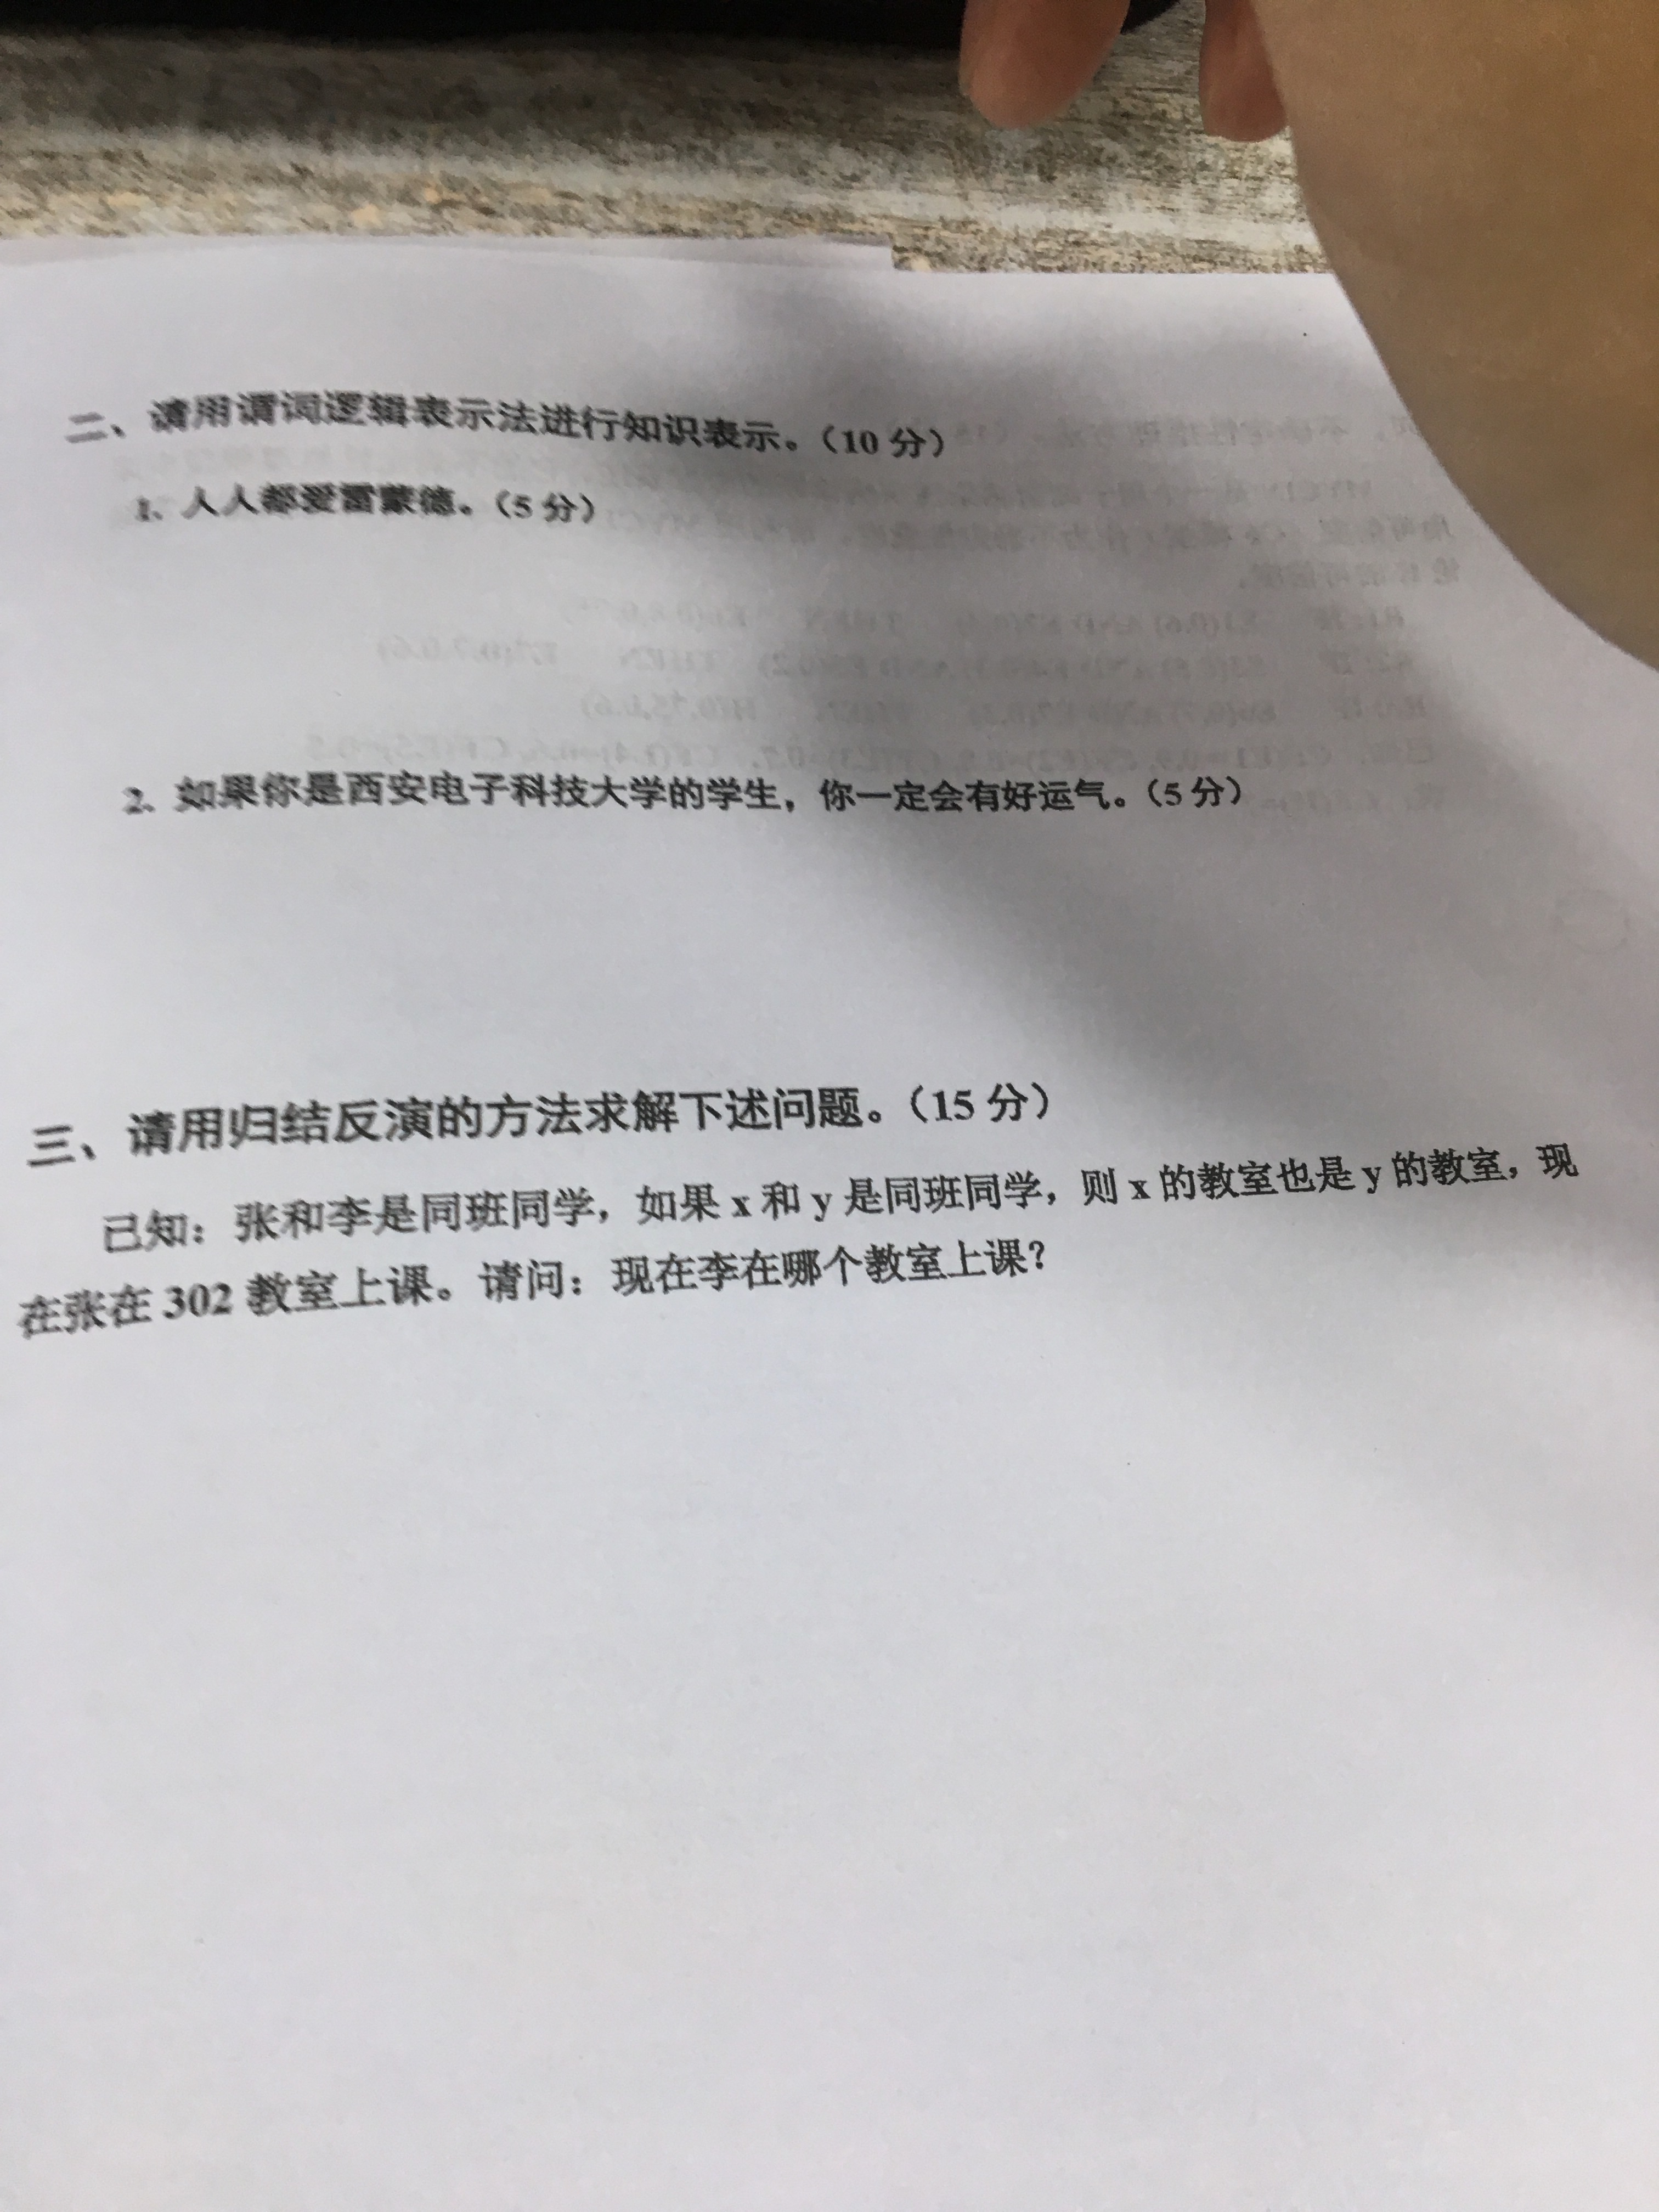 二、请用谓词逻辑表示法进行知识表示。（10 分）
1. 人人都爱雷蒙德。（5 分）
2. 如果你是西安电子科技大学的学生，你一定会有好运气。（5 分）
三、请用归结反演的方法求解下述问题。（15 分）
已知：张和李是同班同学，如果 x 和 y 是同班同学，则 x 的教室也是 y 的教室，现
在张在 302 教室上课。请问：现在李在哪个教室上课？